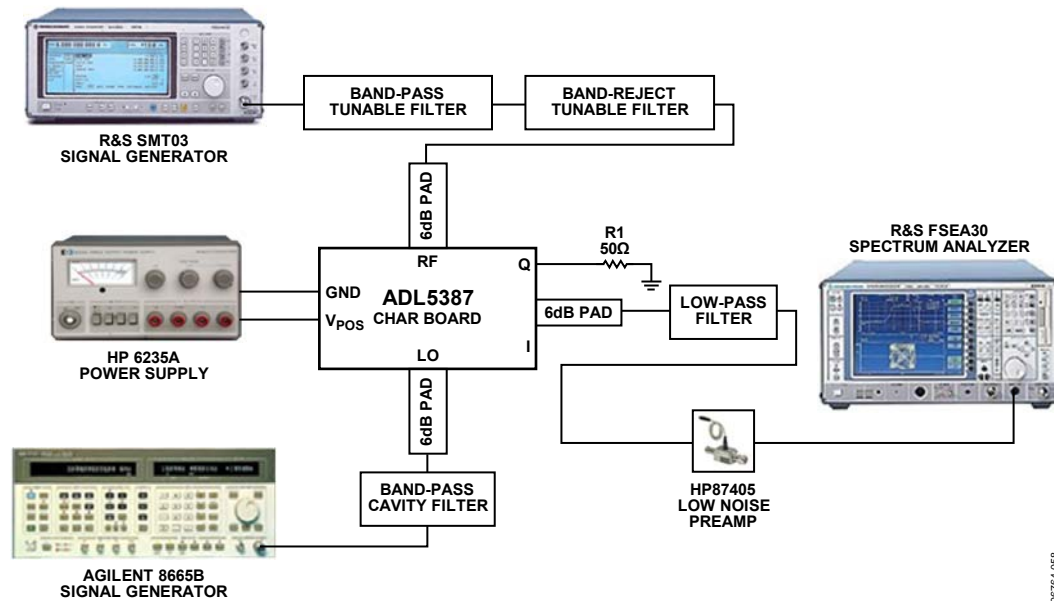 BAND-PASS
TUNABLE FILTER
BAND-REJECT
TUNABLE FILTER
R&S SMT03
SIGNAL GENERATOR
6dB PAD
R1
50Ω
R&S FSEA30
SPECTRUM ANALYZER
RF
Q
GND
ADL5387
CHAR BOARD
VPOS
LO
I
6dB PAD
LOW-PASS
FILTER
HP 6235A
POWER SUPPLY
6dB PAD
BAND-PASS
CAVITY FILTER
HP87405
LOW NOISE
PREAMP
AGILENT 8665B
SIGNAL GENERATOR
06764-058